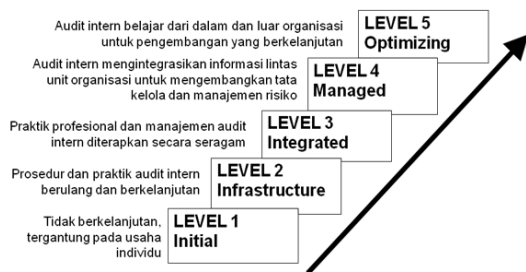 Audit intern belajar dari dalam dan luar organisasi
untuk pengembangan yang berkelanjutan
LEVEL 5
Optimizing
Audit intern mengintegrasikan informasi lintas
unit organisasi untuk mengembangkan tata
kelola dan manajemen risiko
LEVEL 4
Managed
Praktik profesional dan manajemen audit
intern diterapkan secara seragam
LEVEL 3
Integrated
Prosedur dan praktik audit intern
berulang dan berkelanjutan
LEVEL 2
Infrastructure
Tidak berkelanjutan,
tergantung pada usaha
individu
LEVEL 1
Initial